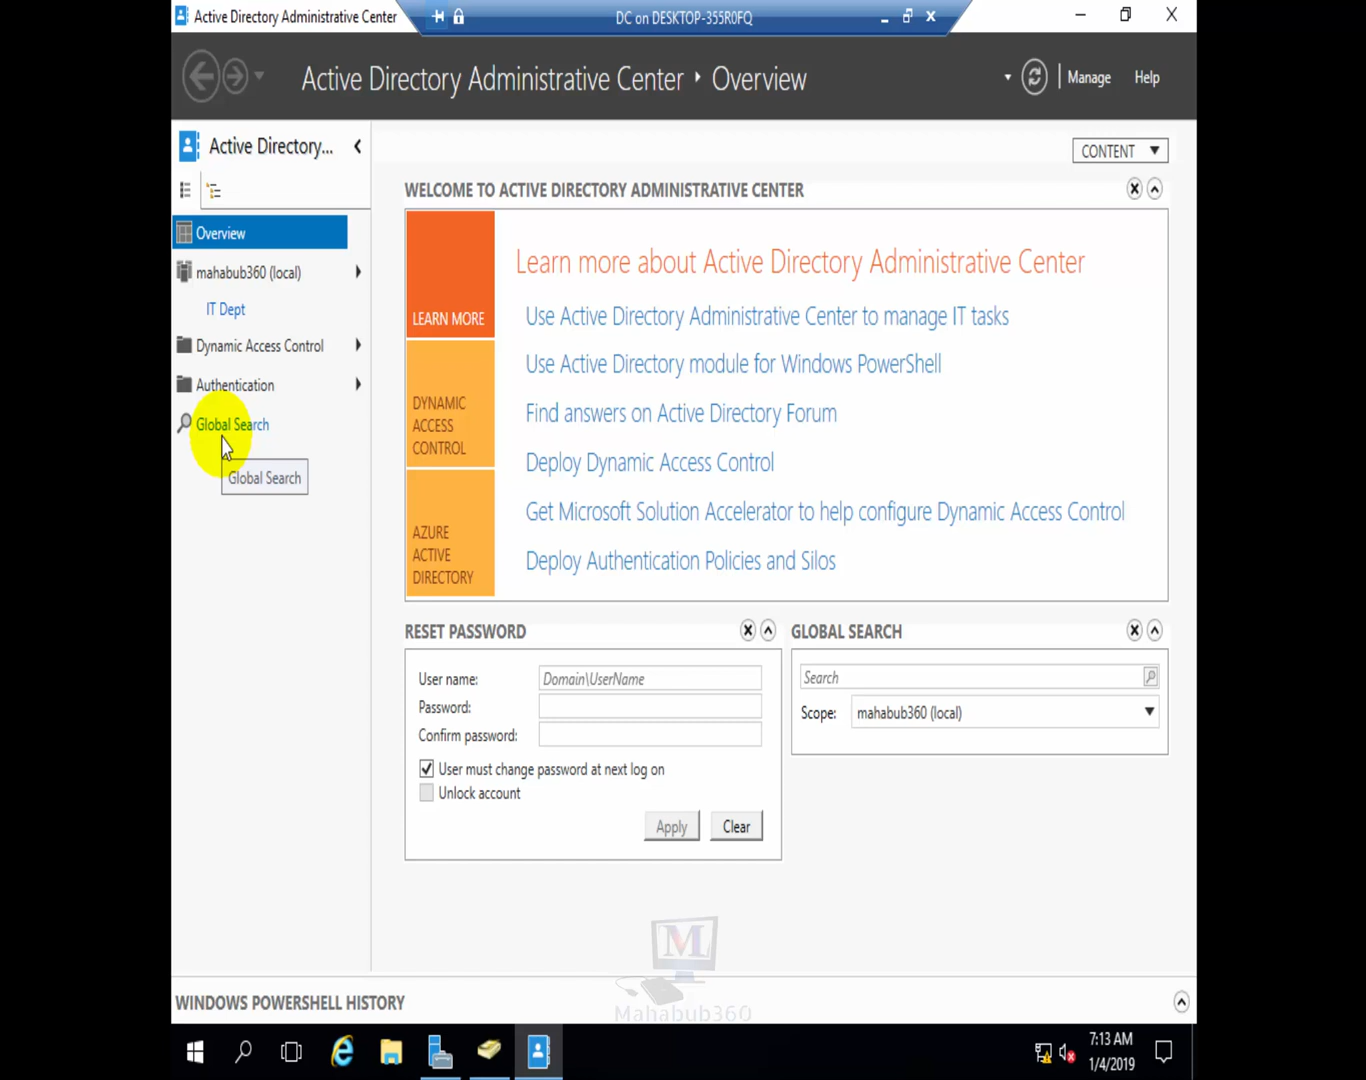 Active Directory Administrative Center
DC on DESKTOP-355R0FQ
Active Directory Administrative Center ‣ Overview
Manage
Help
Active Directory...
CONTENT
Overview
mahabub360 (local)
IT Dept
Dynamic Access Control
Authentication
Global Search
Global Search
WELCOME TO ACTIVE DIRECTORY ADMINISTRATIVE CENTER
LEARN MORE
DYNAMIC
ACCESS
CONTROL
AZURE
ACTIVE
DIRECTORY
Learn more about Active Directory Administrative Center
Use Active Directory Administrative Center to manage IT tasks
Use Active Directory module for Windows PowerShell
Find answers on Active Directory Forum
Deploy Dynamic Access Control
Get Microsoft Solution Accelerator to help configure Dynamic Access Control
Deploy Authentication Policies and Silos
RESET PASSWORD
User name:
Domain\UserName
Password:
Confirm password:
User must change password at next log on
Unlock account
Apply
Clear
GLOBAL SEARCH
Search
Scope:
mahabub360 (local)
M
Mahabub360
WINDOWS POWERSHELL HISTORY
7:13 AM
1/4/2019